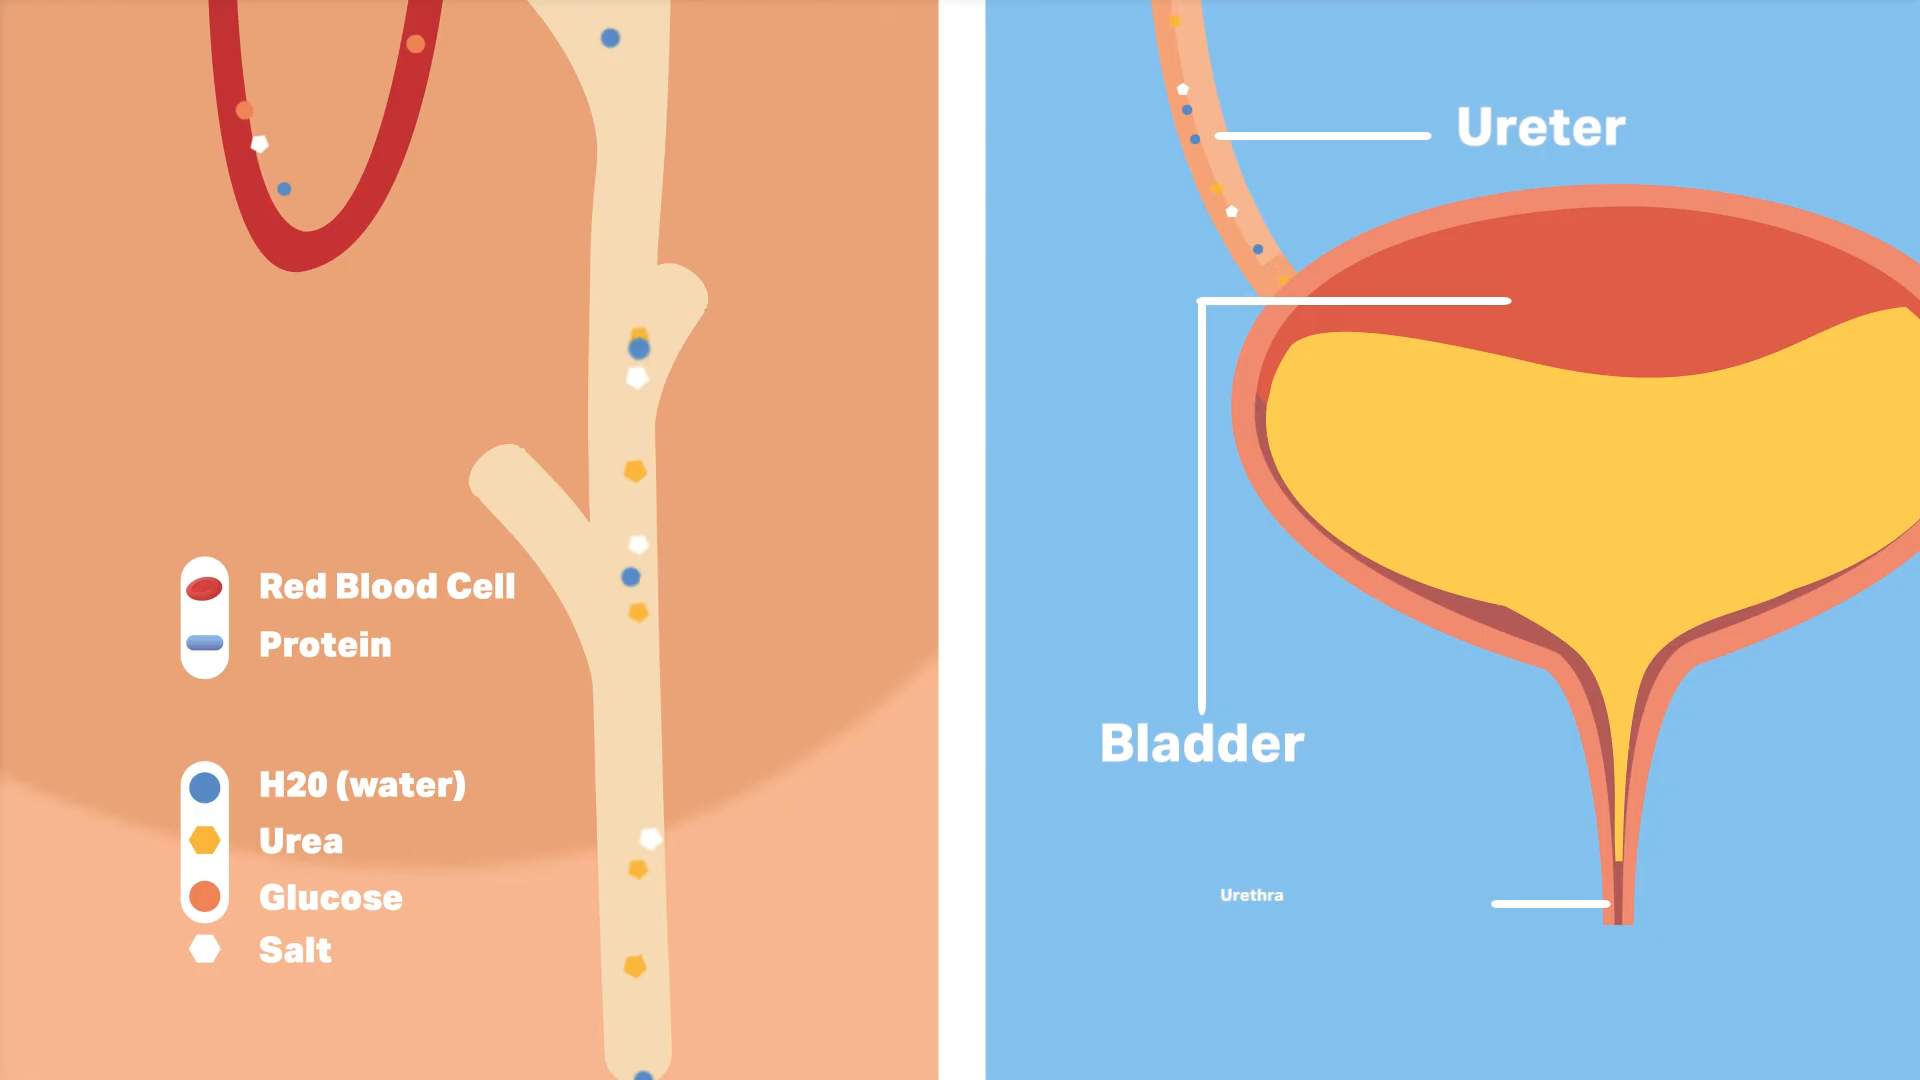 Red Blood Cell
Protein
H20 (water)
Urea
Glucose
Salt
Ureter
Bladder
Urethra